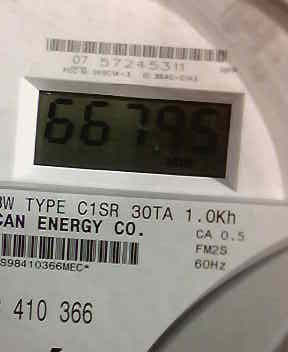 07 57245311
66795
3W TYPE C1SR 30TA 1.0Kh
CAN ENERGY CO.
CA 0.5
FM2S
60Hz
S98410366MEC*
410 366